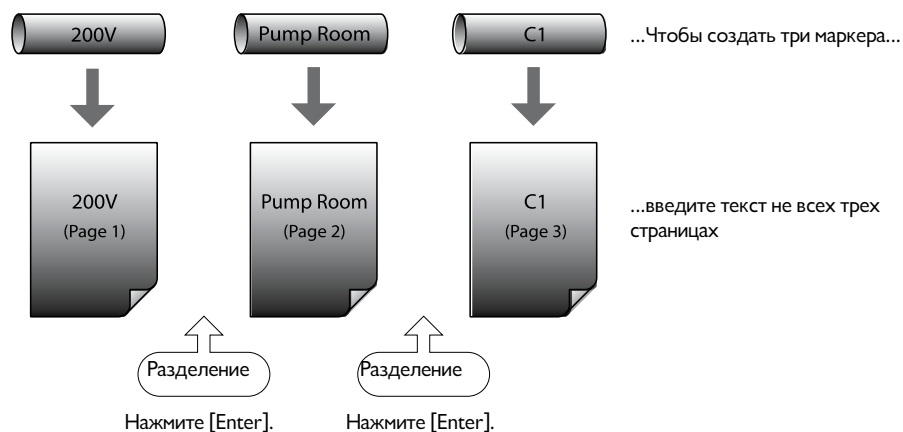 200V
Pump Room
C1
...Чтобы создать три маркера...
200V
(Page 1)
Pump Room
(Page 2)
C1
(Page 3)
...введите текст не всех трех
страницах
Разделение
Разделение
Нажмите [Enter].
Нажмите [Enter].